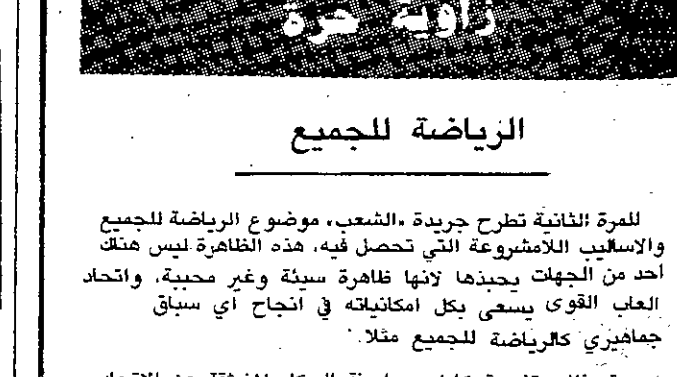 زاوية حرة
الرياضة للجميع
للمرة الثانية تطرح جريدة «الشعب» موضوع الرياضة للجميع
والاساليب اللامشروعة التي تحصل فيه، هذه الظاهرة ليس هناك
احد من الجهات يحبذها لانها ظاهرة سيئة وغير محببة، واتحاد
العاب القوى يسعى بكل امكانياته في انجاح اي سباق
جماهيري كالرياضة للجميع مثلا.